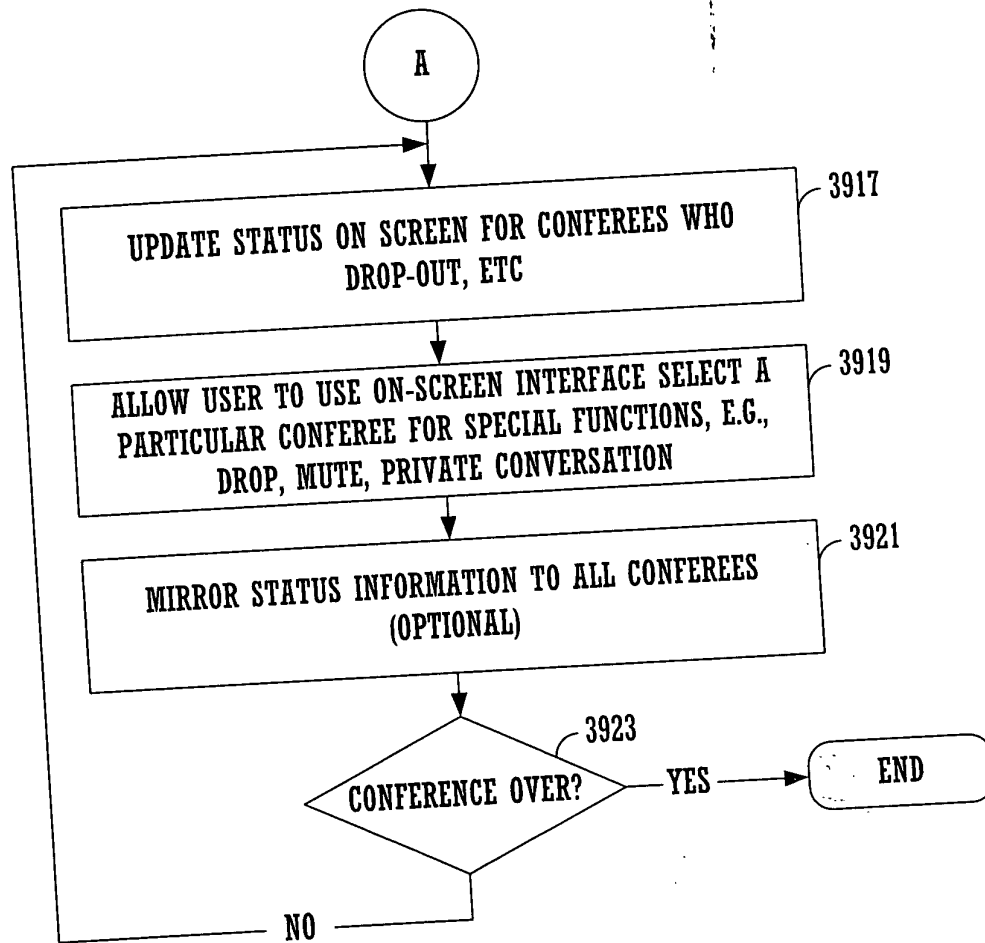 A
3917
UPDATE STATUS ON SCREEN FOR CONFEREES WHO
DROP-OUT, ETC
3919
ALLOW USER TO USE ON-SCREEN INTERFACE SELECT A
PARTICULAR CONFEREE FOR SPECIAL FUNCTIONS, E.G.,
DROP, MUTE, PRIVATE CONVERSATION
3921
MIRROR STATUS INFORMATION TO ALL CONFEREES
(OPTIONAL)
3923
CONFERENCE OVER?
YES
END
NO